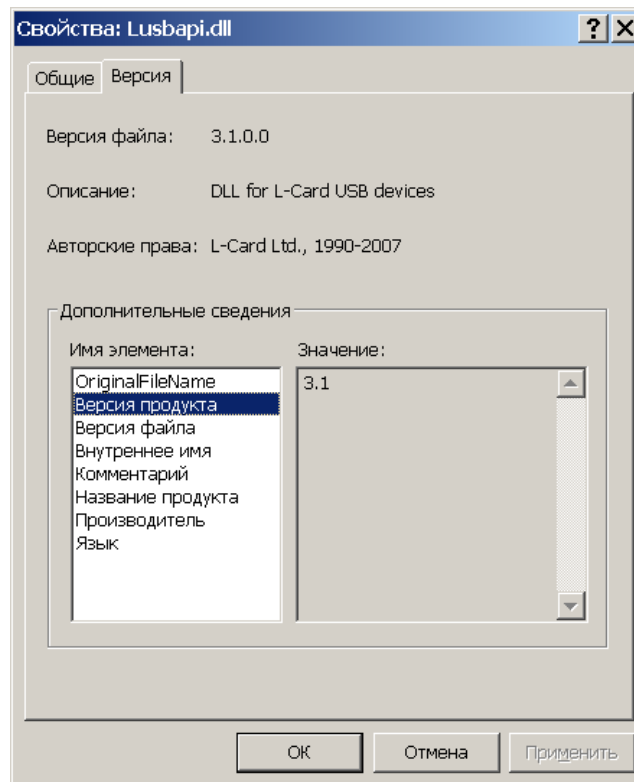 Свойства: Lusbapi.dll
Общие Версия
Версия файла: 3.1.0.0
Описание: DLL for L-Card USB devices
Авторские права: L-Card Ltd., 1990-2007
Дополнительные сведения
Имя элемента: Значение:
OriginalFileName 3.1
Версия продукта
Версия файла
Внутреннее имя
Комментарий
Название продукта
Производитель
Язык
ОК Отмена Применить